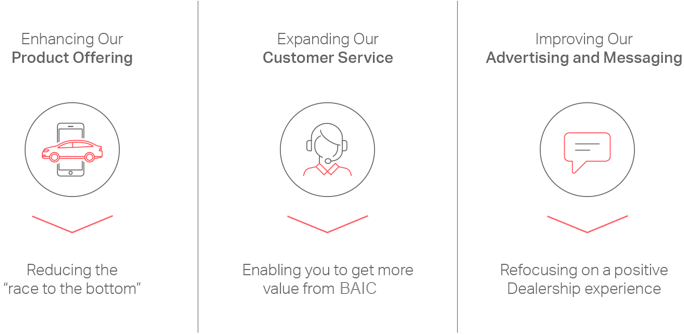 Enhancing Our
Product Offering
Reducing the
“race to the bottom”
Expanding Our
Customer Service
Enabling you to get more
value from BAIC
Improving Our
Advertising and Messaging
Refocusing on a positive
Dealership experience